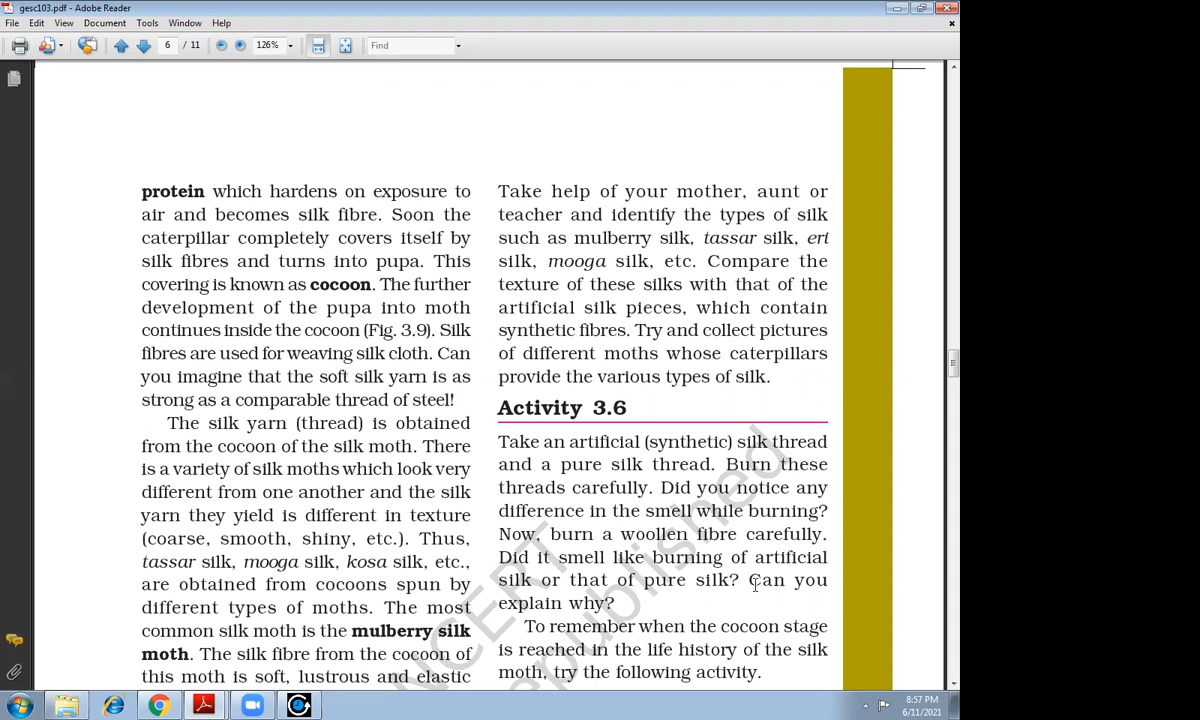 gesc103.pdf - Adobe Reader
File Edit View Document Tools Window Help
6 / 11 126% Find
protein which hardens on exposure to
air and becomes silk fibre. Soon the
caterpillar completely covers itself by
silk fibres and turns into pupa. This
covering is known as cocoon. The further
development of the pupa into moth
continues inside the cocoon (Fig. 3.9). Silk
fibres are used for weaving silk cloth. Can
you imagine that the soft silk yarn is as
strong as a comparable thread of steel!
The silk yarn (thread) is obtained
from the cocoon of the silk moth. There
is a variety of silk moths which look very
different from one another and the silk
yarn they yield is different in texture
(coarse, smooth, shiny, etc.). Thus,
tassar silk, mooga silk, kosa silk, etc.,
are obtained from cocoons spun by
different types of moths. The most
common silk moth is the mulberry silk
moth. The silk fibre from the cocoon of
this moth is soft, lustrous and elastic
Take help of your mother, aunt or
teacher and identify the types of silk
such as mulberry silk, tassar silk, eri
silk, mooga silk, etc. Compare the
texture of these silks with that of the
artificial silk pieces, which contain
synthetic fibres. Try and collect pictures
of different moths whose caterpillars
provide the various types of silk.
Activity 3.6
Take an artificial (synthetic) silk thread
and a pure silk thread. Burn these
threads carefully. Did you notice any
difference in the smell while burning?
Now, burn a woollen fibre carefully.
Did it smell like burning of artificial
silk or that of pure silk? Can you
explain why?
To remember when the cocoon stage
is reached in the life history of the silk
moth, try the following activity.
NCERT
republished
8:57 PM
6/11/2021